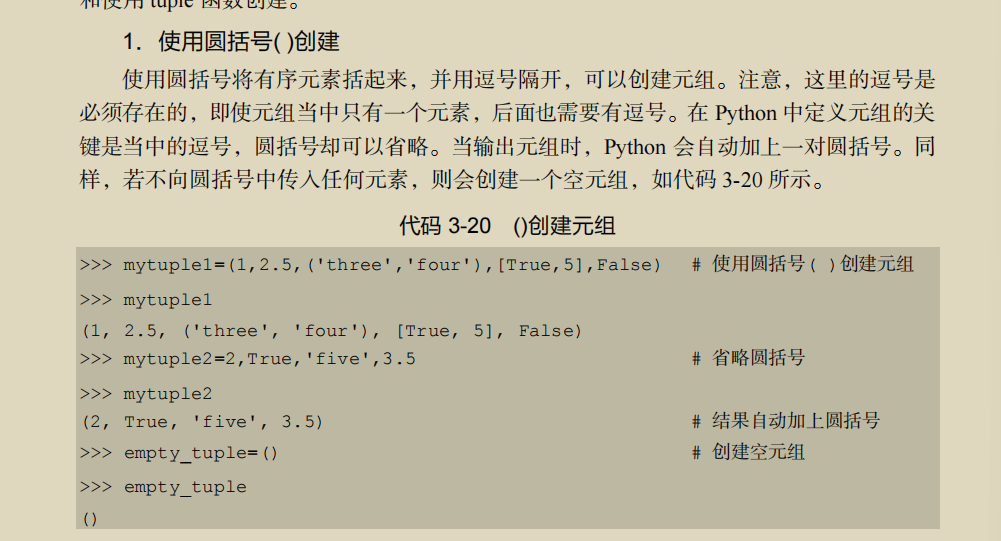 和使用 tuple 函数创建。
1．使用圆括号( )创建
使用圆括号将有序元素括起来，并用逗号隔开，可以创建元组。注意，这里的逗号是
必须存在的，即使元组当中只有一个元素，后面也需要有逗号。在 Python 中定义元组的关
键是当中的逗号，圆括号却可以省略。当输出元组时，Python 会自动加上一对圆括号。同
样，若不向圆括号中传入任何元素，则会创建一个空元组，如代码 3-20 所示。
代码 3-20　()创建元组
>>> mytuple1=(1,2.5,('three','four'),[True,5],False)   # 使用圆括号( )创建元组
>>> mytuple1
(1, 2.5, ('three', 'four'), [True, 5], False)
>>> mytuple2=2,True,'five',3.5   # 省略圆括号
>>> mytuple2
(2, True, 'five', 3.5)   # 结果自动加上圆括号
>>> empty_tuple=()   # 创建空元组
>>> empty_tuple
()